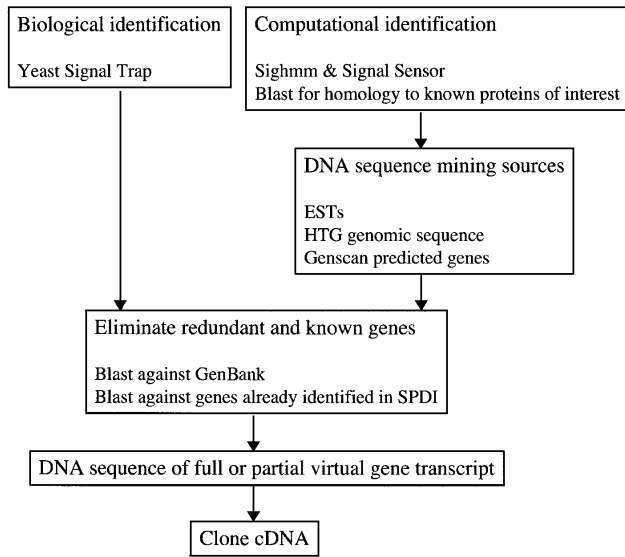 Biological identification
Yeast Signal Trap
Computational identification
Sighmm & Signal Sensor
Blast for homology to known proteins of interest
DNA sequence mining sources
ESTs
HTG genomic sequence
Genscan predicted genes
Eliminate redundant and known genes
Blast against GenBank
Blast against genes already identified in SPDI
DNA sequence of full or partial virtual gene transcript
Clone cDNA